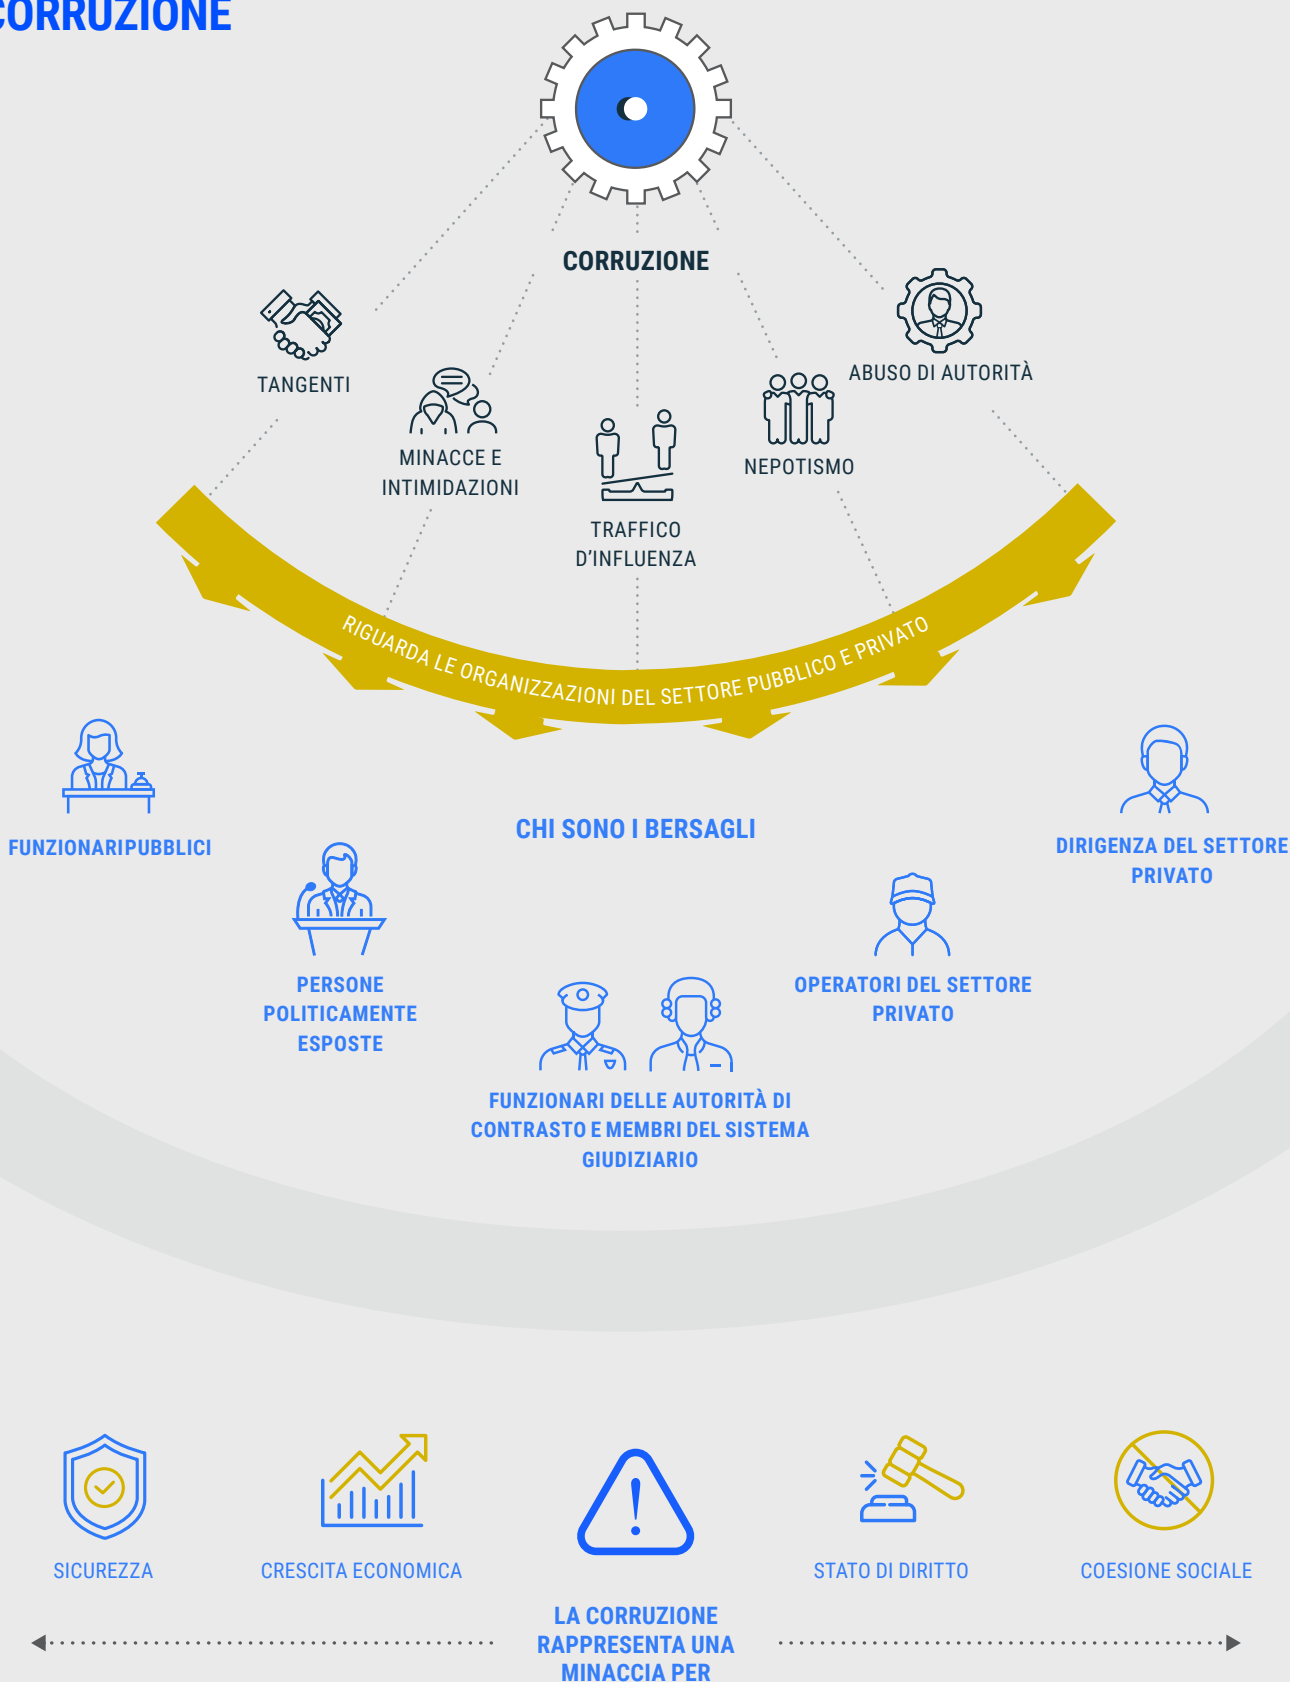 CORRUZIONE
CORRUZIONE
TANGENTI
MINACCE E
INTIMIDAZIONI
TRAFFICO
D'INFLUENZA
NEPOTISMO
ABUSO DI AUTORITÀ
RIGUARDA LE ORGANIZZAZIONI DEL SETTORE PUBBLICO E PRIVATO
CHI SONO I BERSAGLI
FUNZIONARI PUBBLICI
PERSONE
POLITICAMENTE
ESPOSTE
FUNZIONARI DELLE AUTORITÀ DI
CONTRASTO E MEMBRI DEL SISTEMA
GIUDIZIARIO
OPERATORI DEL SETTORE
PRIVATO
DIRIGENZA DEL SETTORE
PRIVATO
SICUREZZA
CRESCITA ECONOMICA
STATO DI DIRITTO
COESIONE SOCIALE
LA CORRUZIONE
RAPPRESENTA UNA
MINACCIA PER